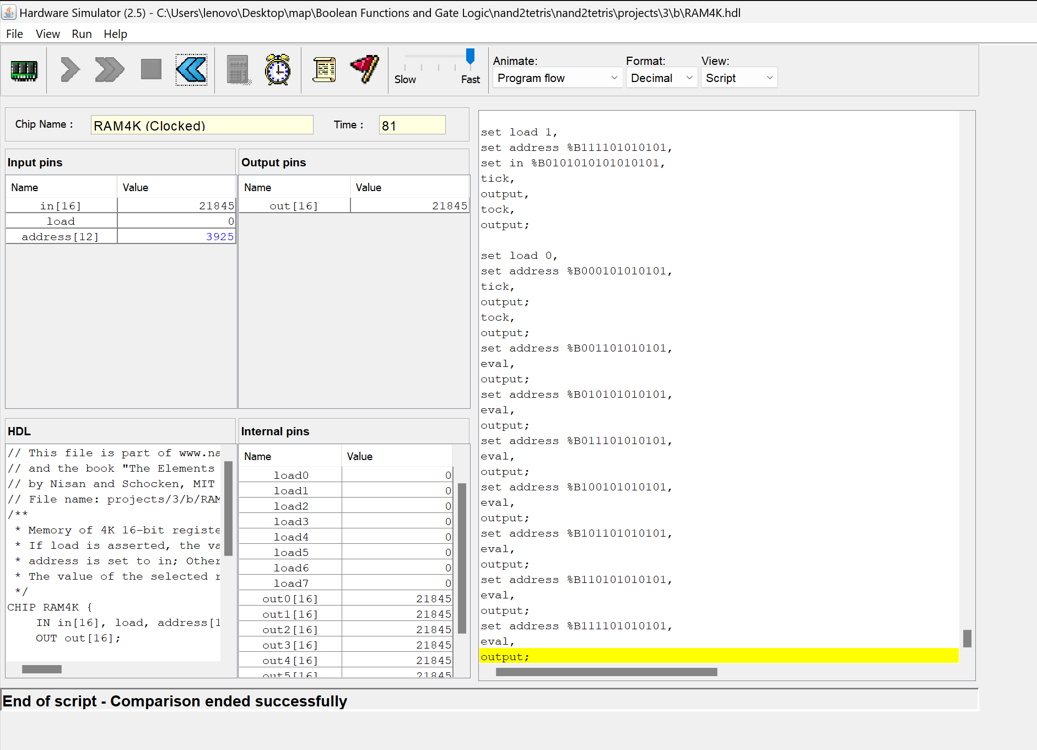 Hardware Simulator (2.5) - C:\Users\lenovo\Desktop\map\Boolean Functions and Gate Logic\nand2tetris\nand2tetris\projects\3\b\RAM4K.hdl
File View Run Help
Slow Fast
Animate: Format: View:
Program flow Decimal Script
Chip Name : RAM4K (Clocked) Time : 81
Input pins
Name Value
in[16] 21845
load 0
address[12] 3925
Output pins
Name Value
out[16] 21845
HDL
// This file is part of www.na
// and the book "The Elements
// by Nisan and Schocken, MIT
// File name: projects/3/b/RAM
/**
* Memory of 4K 16-bit registe
* If load is asserted, the va
* address is set to in; Other
* The value of the selected r
*/
CHIP RAM4K {
IN in[16], load, address[1
OUT out[16];
Internal pins
Name Value
load0 0
load1 0
load2 0
load3 0
load4 0
load5 0
load6 0
load7 0
out0[16] 21845
out1[16] 21845
out2[16] 21845
out3[16] 21845
out4[16] 21845
out5[16] 21845
set load 1,
set address %B111101010101,
set in %B0101010101010101,
tick,
output,
tock,
output;
set load 0,
set address %B000101010101,
tick,
output;
tock,
output;
set address %B001101010101,
eval,
output;
set address %B010101010101,
eval,
output;
set address %B011101010101,
eval,
output;
set address %B100101010101,
eval,
output;
set address %B101101010101,
eval,
output;
set address %B110101010101,
eval,
output;
set address %B111101010101,
eval,
output;
End of script - Comparison ended successfully